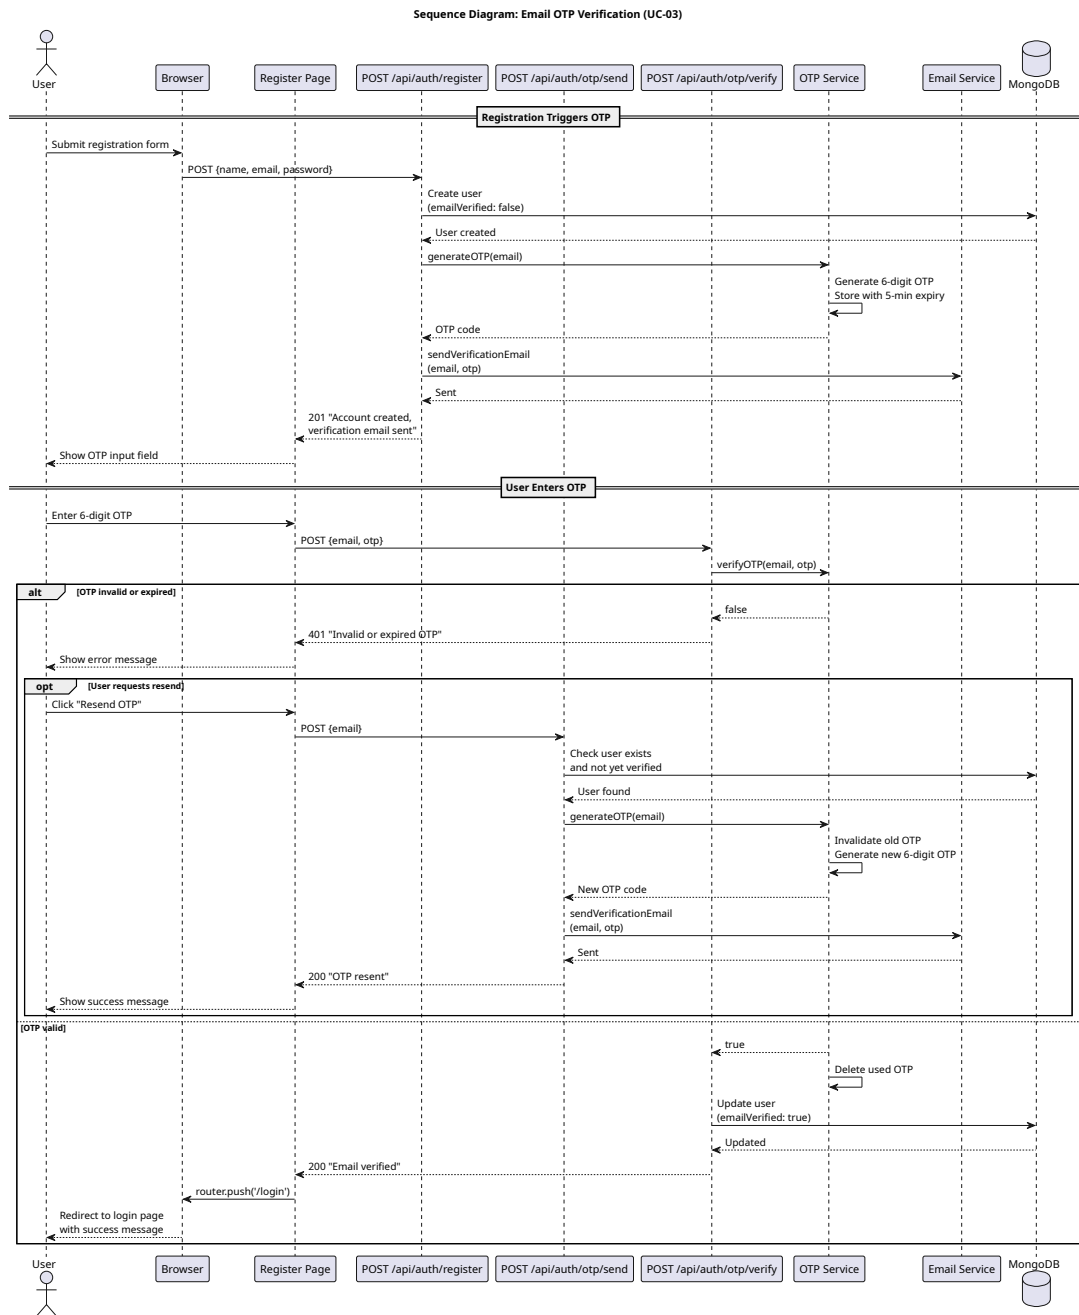 Sequence Diagram: Email OTP Verification (UC-03)
User
Browser
Register Page
POST /api/auth/register
POST /api/auth/otp/send
POST /api/auth/otp/verify
OTP Service
Email Service
MongoDB
Registration Triggers OTP
Submit registration form
POST {name, email, password}
Create user
(emailVerified: false)
User created
generateOTP(email)
Generate 6-digit OTP
Store with 5-min expiry
OTP code
sendVerificationEmail
(email, otp)
Sent
201 "Account created,
verification email sent"
Show OTP input field
User Enters OTP
Enter 6-digit OTP
POST {email, otp}
verifyOTP(email, otp)
alt
[OTP invalid or expired]
false
401 "Invalid or expired OTP"
Show error message
opt
[User requests resend]
Click "Resend OTP"
POST {email}
Check user exists
and not yet verified
User found
generateOTP(email)
Invalidate old OTP
Generate new 6-digit OTP
New OTP code
sendVerificationEmail
(email, otp)
Sent
200 "OTP resent"
Show success message
[OTP valid]
true
Delete used OTP
Update user
(emailVerified: true)
Updated
200 "Email verified"
router.push('/login')
Redirect to login page
with success message
User
Browser
Register Page
POST /api/auth/register
POST /api/auth/otp/send
POST /api/auth/otp/verify
OTP Service
Email Service
MongoDB